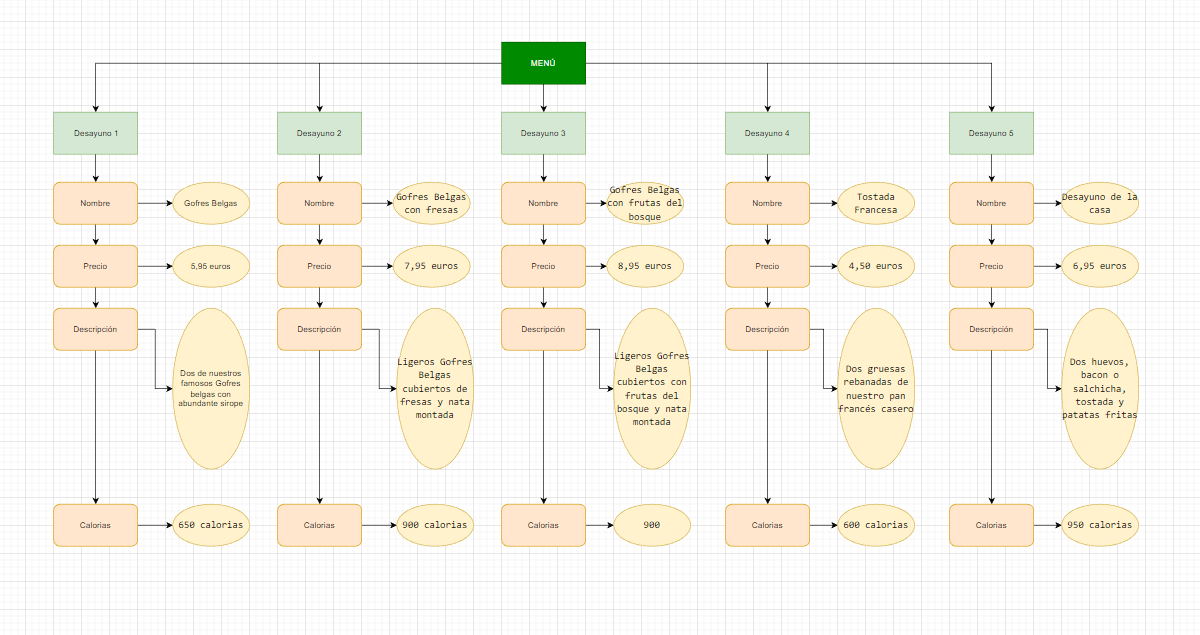 MENÚ
Desayuno 1
Desayuno 2
Desayuno 3
Desayuno 4
Desayuno 5
Nombre
Gofres Belgas
Nombre
Gofres Belgas
con fresas
Nombre
Gofres Belgas
con frutas del
bosque
Nombre
Tostada
Francesa
Nombre
Desayuno de la
casa
Precio
5,95 euros
Precio
7,95 euros
Precio
8,95 euros
Precio
4,50 euros
Precio
6,95 euros
Descripción
Dos de nuestros
famosos Gofres
belgas con
abundante sirope
Descripción
Ligeros Gofres
Belgas
cubiertos de
fresas y nata
montada
Descripción
Ligeros Gofres
Belgas
cubiertos con
frutas del
bosque y nata
montada
Descripción
Dos gruesas
rebanadas de
nuestro pan
francés casero
Descripción
Dos huevos,
bacon o
salchicha,
tostada y
patatas fritas
Calorias
650 calorias
Calorias
900 calorias
Calorias
900
Calorias
600 calorias
Calorias
950 calorias